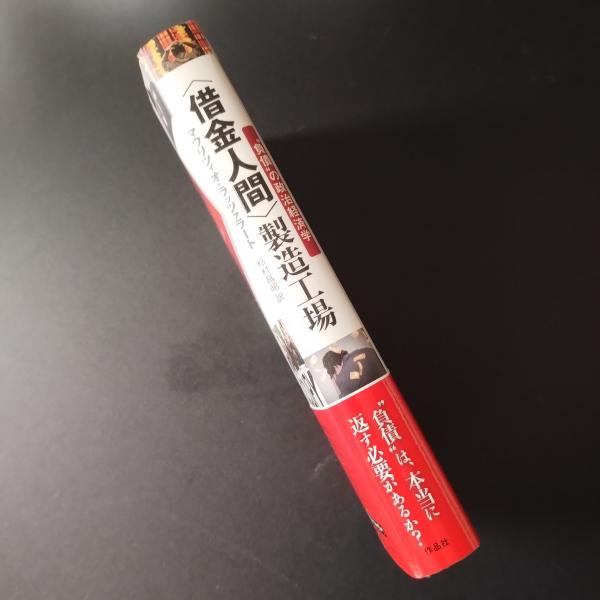 〈借金人間〉製造工場
"負債"の政治経済学
マウリツィオ・ラッツァラート
杉村昌昭 訳
"負債"は、本当に
返す必要があるか?
作品社